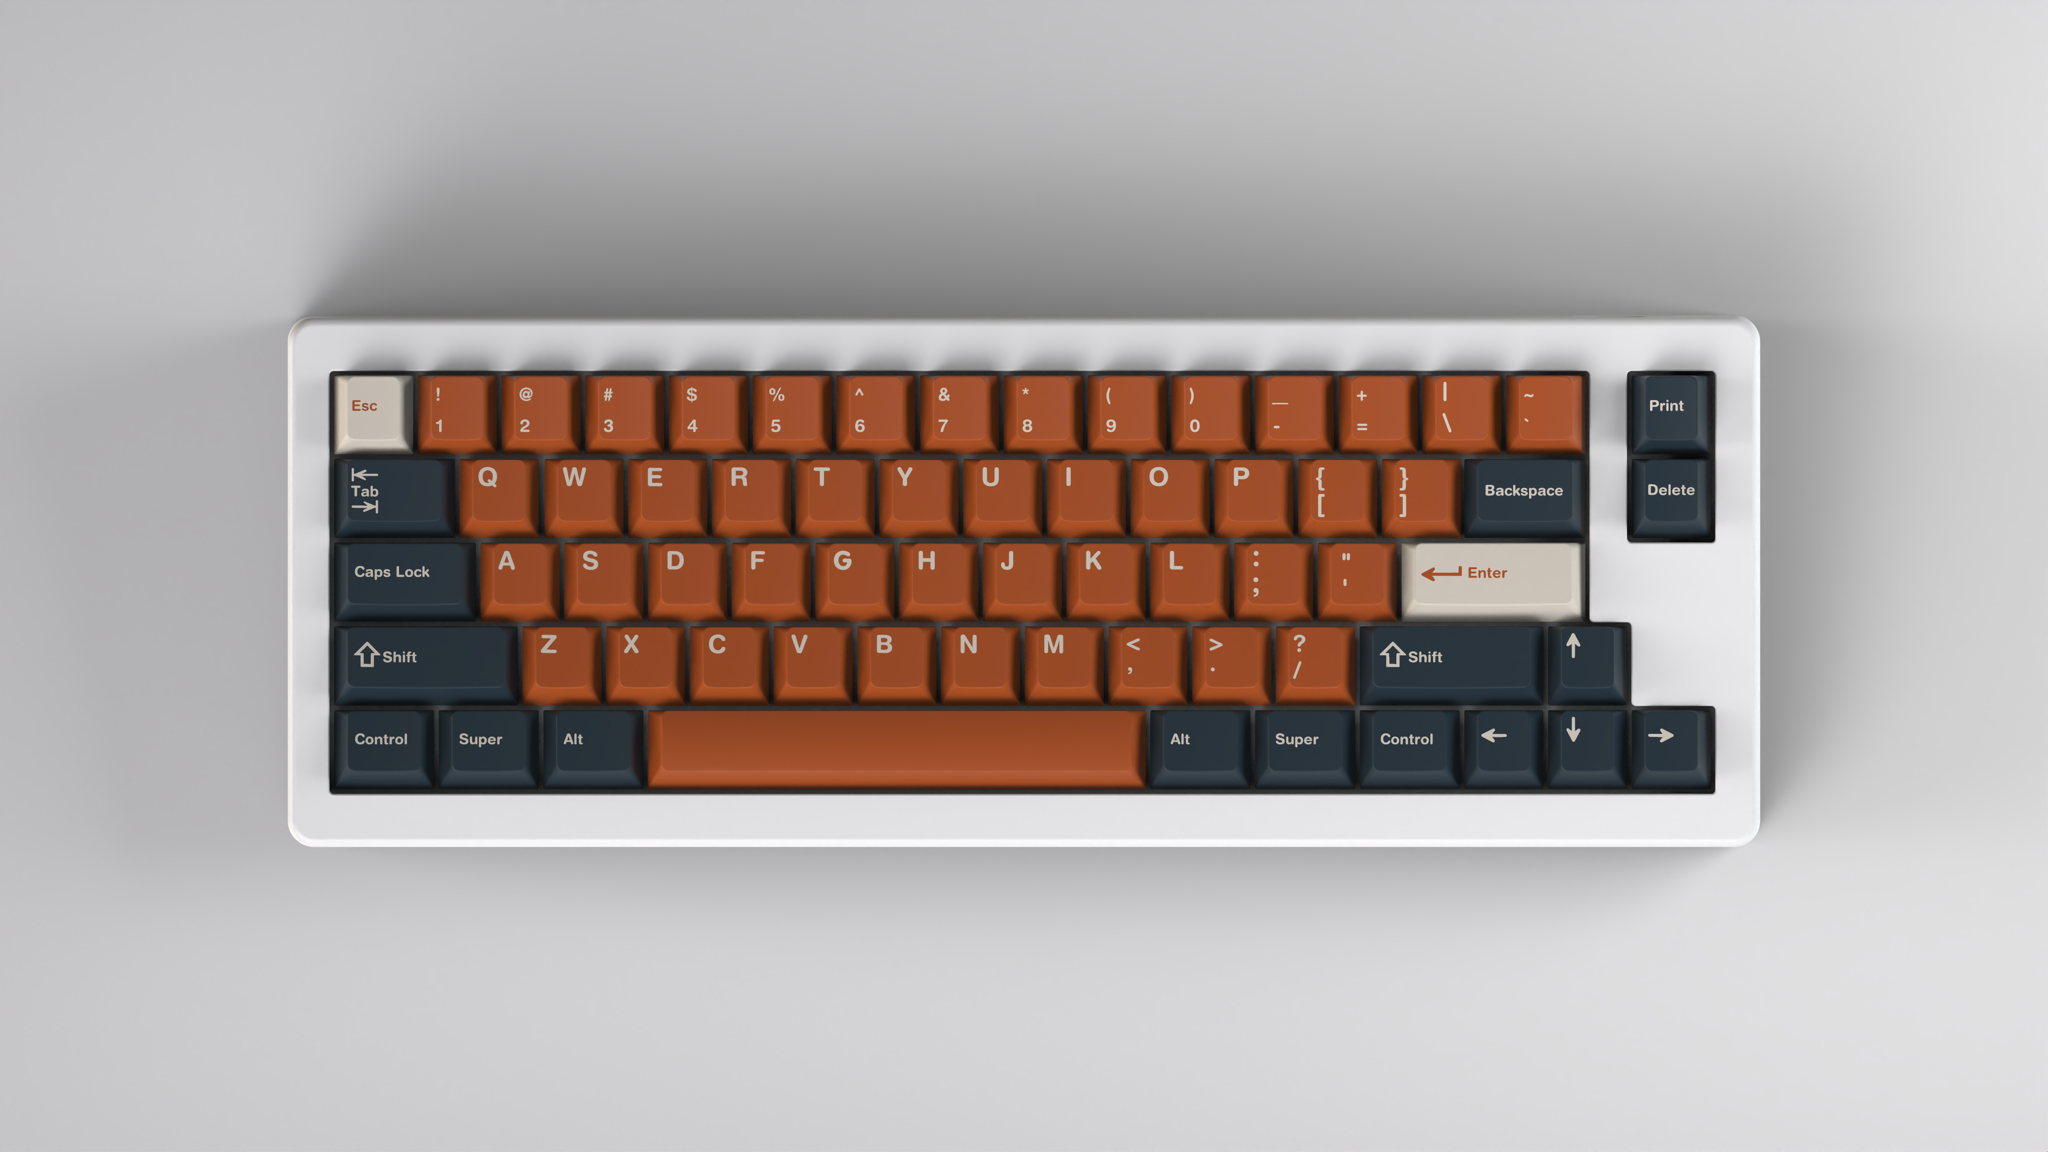 Esc ! @ # $ % ^ & * ( ) _ + | ~ Print
1 2 3 4 5 6 7 8 9 0 - = \ `
⇤ Tab ⇥ Q W E R T Y U I O P { } Backspace Delete
[ ]
Caps Lock A S D F G H J K L : " ← Enter
; '
⇧ Shift Z X C V B N M < > ? ⇧ Shift ↑
, . /
Control Super Alt Alt Super Control ← ↓ →